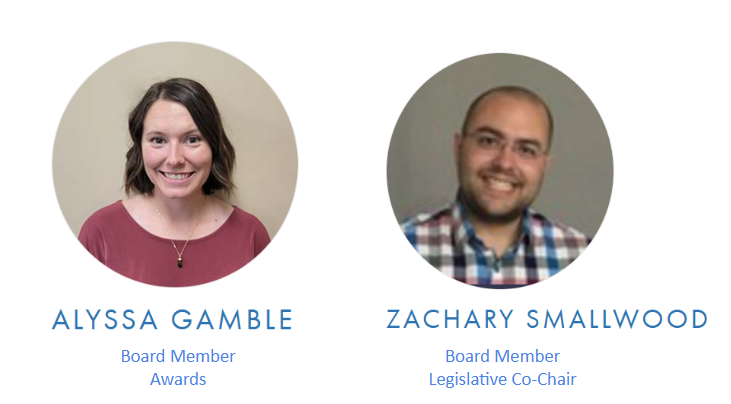 ALYSSA GAMBLE
Board Member
Awards
ZACHARY SMALLWOOD
Board Member
Legislative Co-Chair